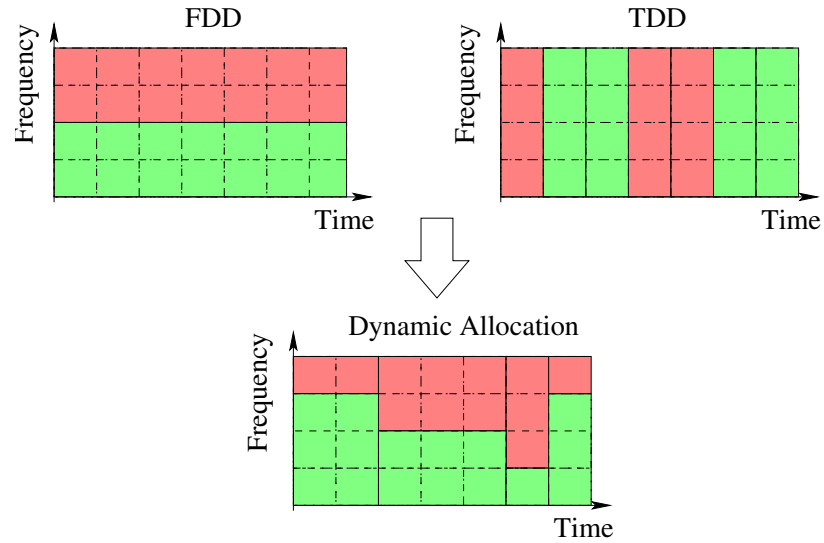 FDD
TDD
Frequency
Frequency
Time
Time
Dynamic Allocation
Frequency
Time